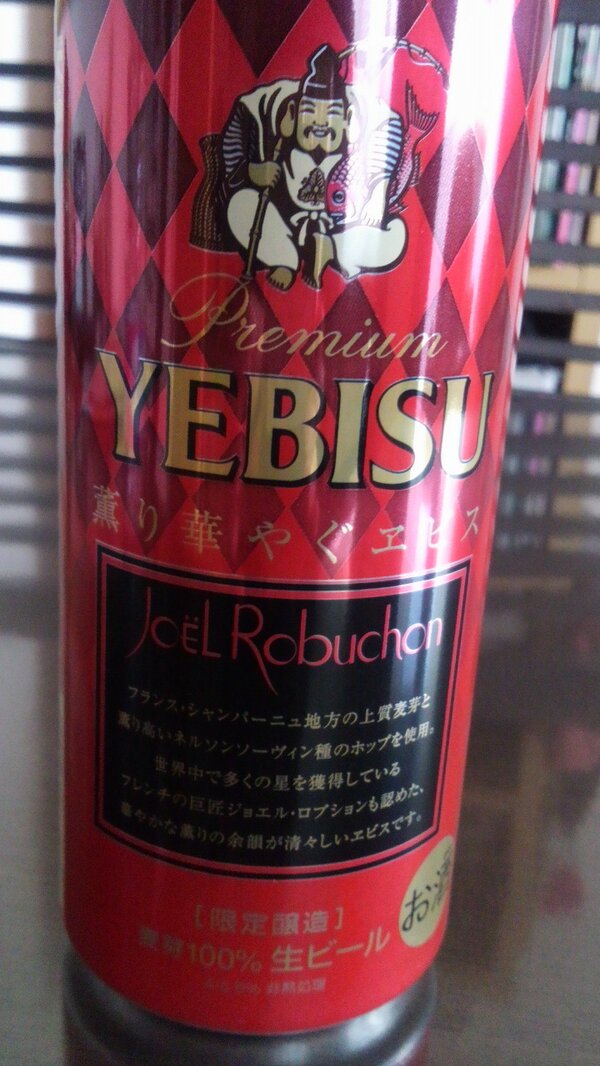 Premium
YEBISU
薫り華やぐヱビス
JOËL ROBUCHON
フランス・シャンパーニュ地方の上質麦芽と
薫り高いネルソンソーヴィン種のホップを使用。
世界中で多くの星を獲得している
フレンチの巨匠ジョエル・ロブションも認めた、
華やかな薫りの余韻が清々しいヱビスです。
お酒
[限定醸造]
麦芽100% 生ビール